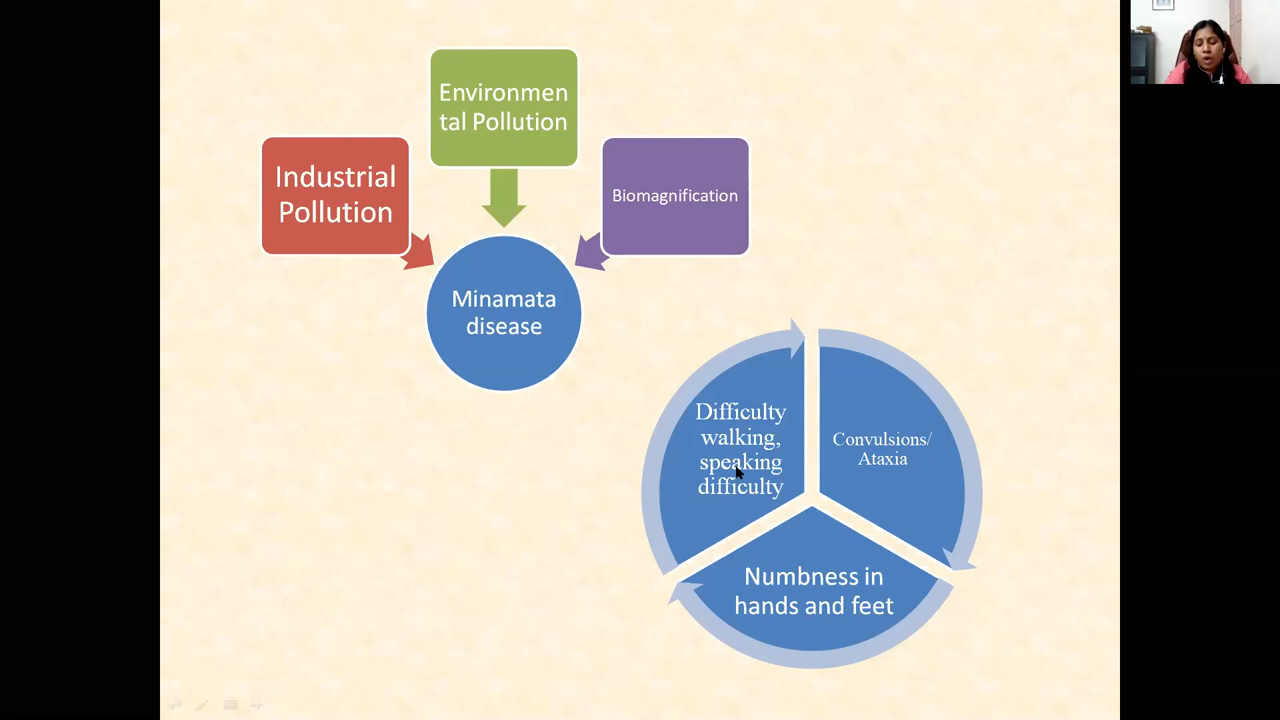 Environmen
tal Pollution
Industrial
Pollution
Biomagnification
Minamata
disease
Difficulty
walking,
speaking
difficulty
Convulsions/
Ataxia
Numbness in
hands and feet